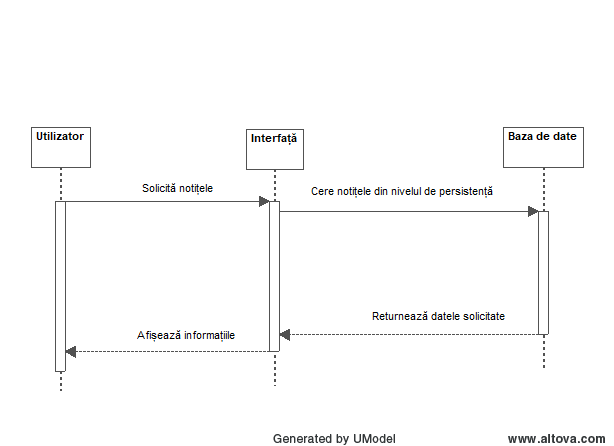 Utilizator
Interfață
Baza de date
Solicită notițele
Cere notițele din nivelul de persistență
Returnează datele solicitate
Afișează informațiile
Generated by UModel
www.altova.com